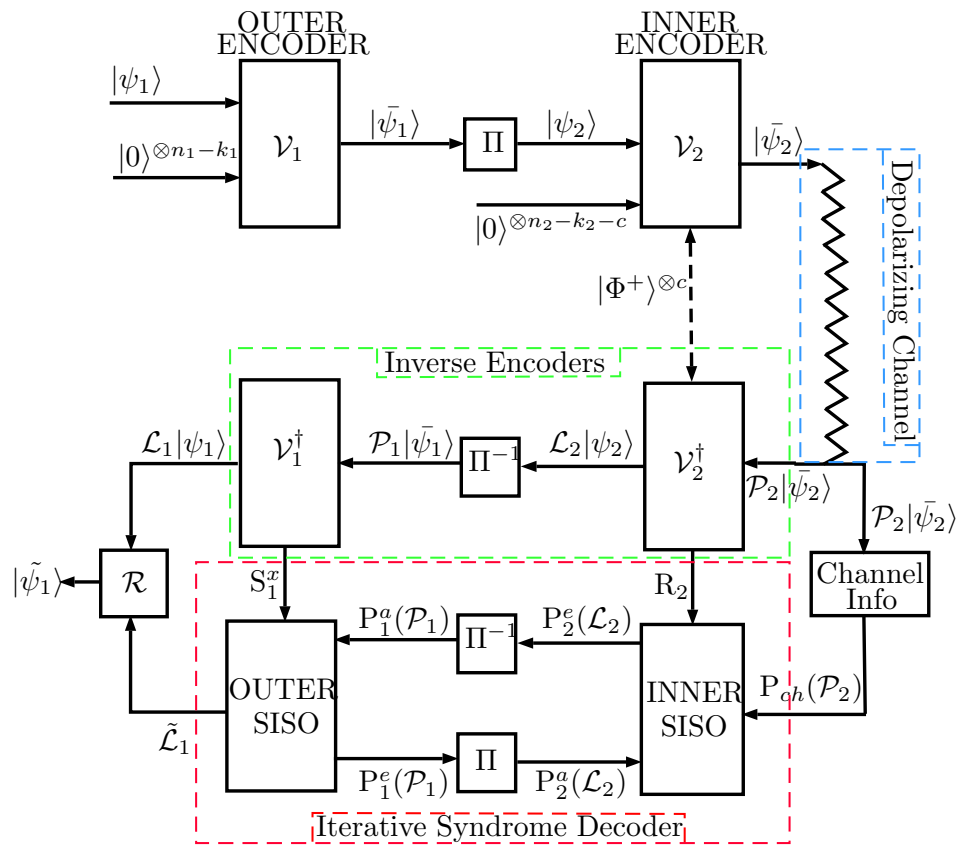 OUTER
ENCODER
INNER
ENCODER
|ψ₁⟩
|0⟩^{⊗n₁−k₁}
𝒱₁
|ψ̄₁⟩
Π
|ψ₂⟩
|0⟩^{⊗n₂−k₂−c}
𝒱₂
|ψ̄₂⟩
Depolarizing Channel
|Φ⁺⟩^{⊗c}
Inverse Encoders
ℒ₁|ψ₁⟩
𝒱₁†
𝒫₁|ψ̄₁⟩
Π⁻¹
ℒ₂|ψ₂⟩
𝒱₂†
𝒫₂|ψ̄₂⟩
𝒫₂|ψ̄₂⟩
|ψ̃₁⟩
ℛ
S₁ˣ
R₂
Channel
Info
P₁ᵃ(𝒫₁)
Π⁻¹
P₂ᵉ(ℒ₂)
OUTER
SISO
INNER
SISO
P_{ch}(𝒫₂)
ℒ̃₁
P₁ᵉ(𝒫₁)
Π
P₂ᵃ(ℒ₂)
Iterative Syndrome Decoder